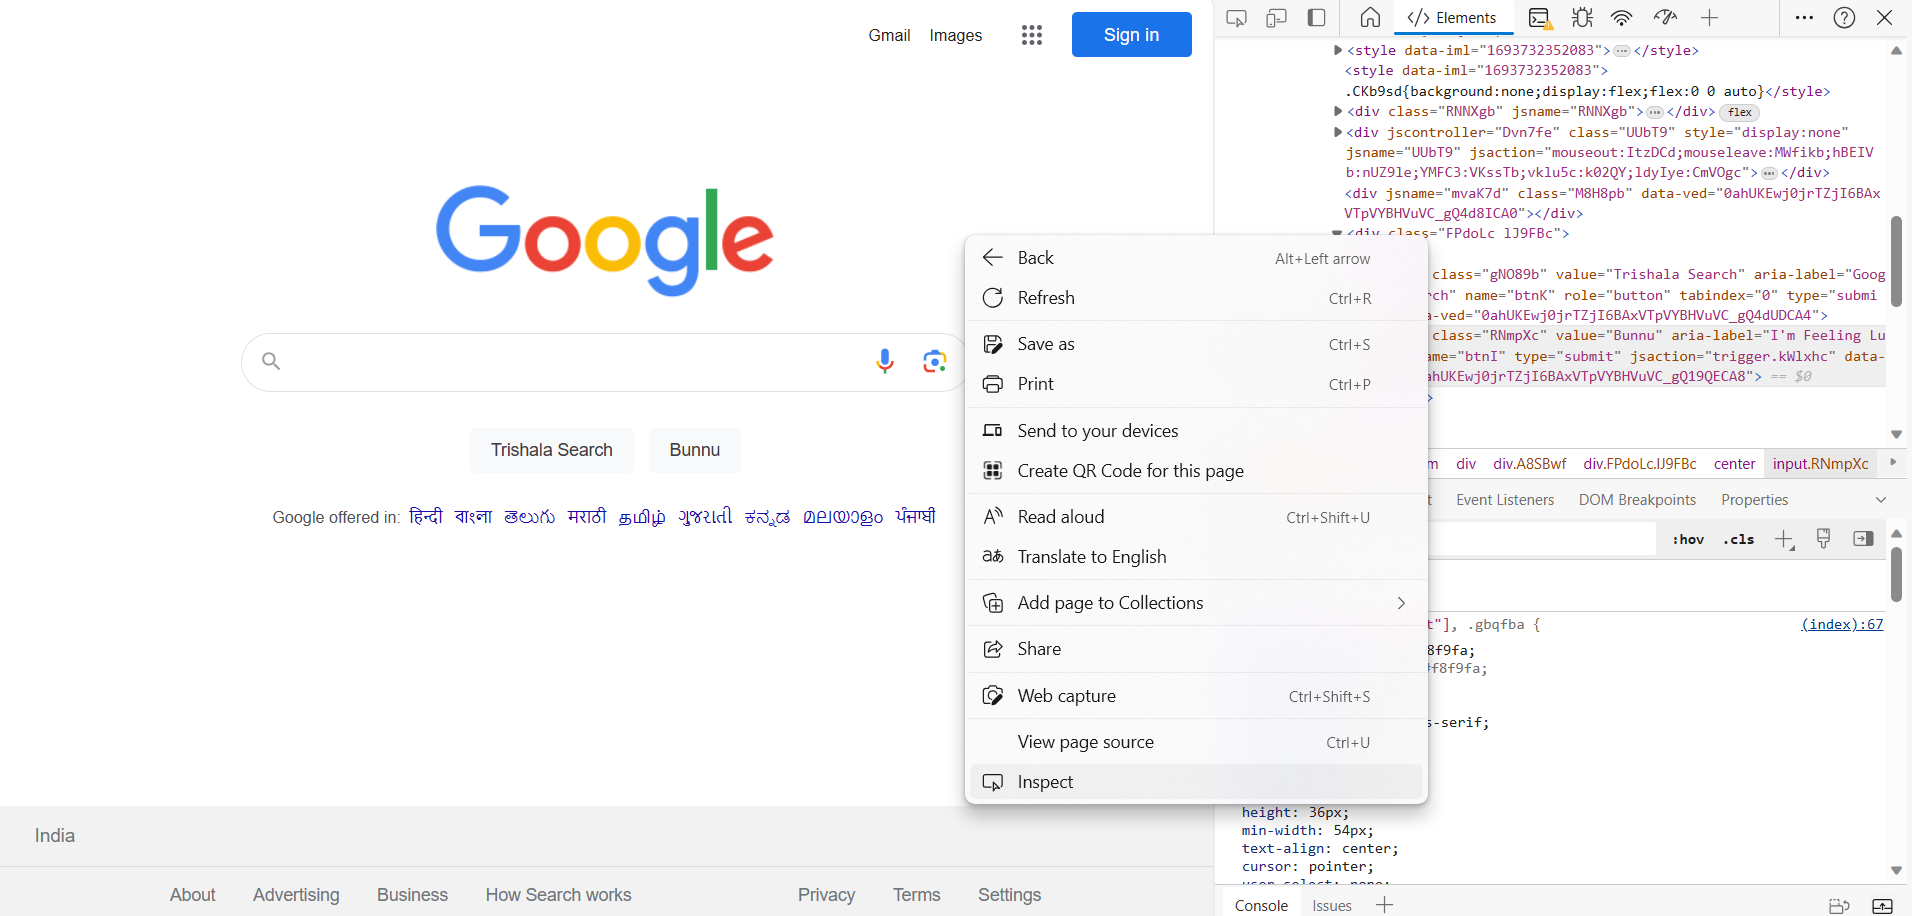 Gmail Images Sign in
Google
Trishala Search Bunnu
Google offered in: हिन्दी বাংলা తెలుగు मराठी தமிழ் ગુજરાતી ಕನ್ನಡ മലയാളം ਪੰਜਾਬੀ
India
About Advertising Business How Search works Privacy Terms Settings
Back Alt+Left arrow
Refresh Ctrl+R
Save as Ctrl+S
Print Ctrl+P
Send to your devices
Create QR Code for this page
Read aloud Ctrl+Shift+U
Translate to English
Add page to Collections
Share
Web capture Ctrl+Shift+S
View page source Ctrl+U
Inspect
</> Elements
<style data-iml="1693732352083">…</style>
<style data-iml="1693732352083">
.CKb9sd{background:none;display:flex;flex:0 0 auto}</style>
<div class="RNNXgb" jsname="RNNXgb">…</div> flex
<div jscontroller="Dvn7fe" class="UUbT9" style="display:none"
jsname="UUbT9" jsaction="mouseout:ItzDCd;mouseleave:MWfikb;hBEIV
b:nUZ9le;YMFC3:VKssTb;vklu5c:k02QY;ldyIye:CmVOgc">…</div>
<div jsname="mvaK7d" class="M8H8pb" data-ved="0ahUKEwj0jrTZjI6BAx
VTpVYBHVuVC_gQ4d8ICA0"></div>
<div class="FPdoLc lJ9FBc">
class="gNO89b" value="Trishala Search" aria-label="Goog
rch" name="btnK" role="button" tabindex="0" type="submi
a-ved="0ahUKEwj0jrTZjI6BAxVTpVYBHVuVC_gQ4dUDCA4">
class="RNmpXc" value="Bunnu" aria-label="I'm Feeling Lu
ame="btnI" type="submit" jsaction="trigger.kWlxhc" data-
ahUKEwj0jrTZjI6BAxVTpVYBHVuVC_gQ19QECA8"> == $0
>
m div div.A8SBwf div.FPdoLc.lJ9FBc center input.RNmpXc
t Event Listeners DOM Breakpoints Properties
:hov .cls
t"], .gbqfba { (index):67
8f9fa;
#f8f9fa;
s-serif;
height: 36px;
min-width: 54px;
text-align: center;
cursor: pointer;
user-select: none;
Console Issues